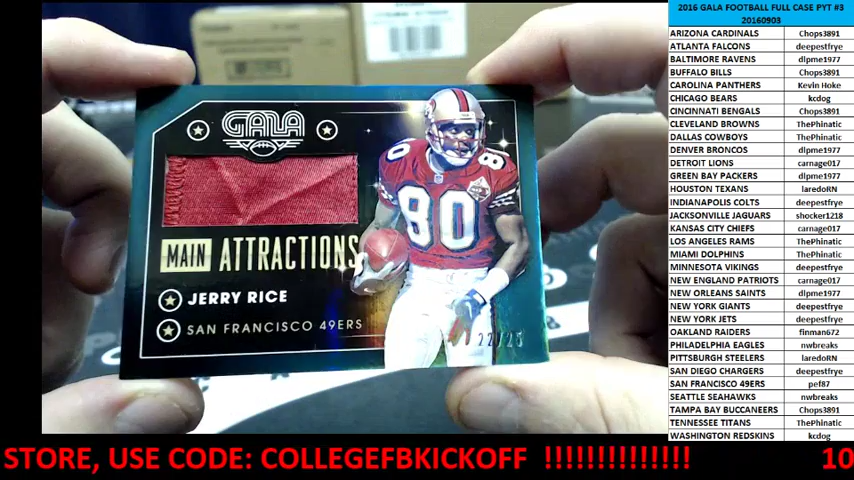 GALA
80
80
MAIN ATTRACTIONS
JERRY RICE
SAN FRANCISCO 49ERS
22/25
2016 GALA FOOTBALL FULL CASE PYT #3
20160903
ARIZONA CARDINALS Chops3891
ATLANTA FALCONS deepestfrye
BALTIMORE RAVENS dlpme1977
BUFFALO BILLS Chops3891
CAROLINA PANTHERS Kevin Hoke
CHICAGO BEARS kcdog
CINCINNATI BENGALS Chops3891
CLEVELAND BROWNS ThePhinatic
DALLAS COWBOYS ThePhinatic
DENVER BRONCOS dlpme1977
DETROIT LIONS carnage017
GREEN BAY PACKERS dlpme1977
HOUSTON TEXANS laredoRN
INDIANAPOLIS COLTS deepestfrye
JACKSONVILLE JAGUARS shocker1218
KANSAS CITY CHIEFS carnage017
LOS ANGELES RAMS ThePhinatic
MIAMI DOLPHINS ThePhinatic
MINNESOTA VIKINGS deepestfrye
NEW ENGLAND PATRIOTS carnage017
NEW ORLEANS SAINTS dlpme1977
NEW YORK GIANTS deepestfrye
NEW YORK JETS deepestfrye
OAKLAND RAIDERS finman672
PHILADELPHIA EAGLES nwbreaks
PITTSBURGH STEELERS laredoRN
SAN DIEGO CHARGERS deepestfrye
SAN FRANCISCO 49ERS pef87
SEATTLE SEAHAWKS nwbreaks
TAMPA BAY BUCCANEERS Chops3891
TENNESSEE TITANS ThePhinatic
WASHINGTON REDSKINS kcdog
STORE, USE CODE: COLLEGEFBKICKOFF !!!!!!!!!!!!!! 10